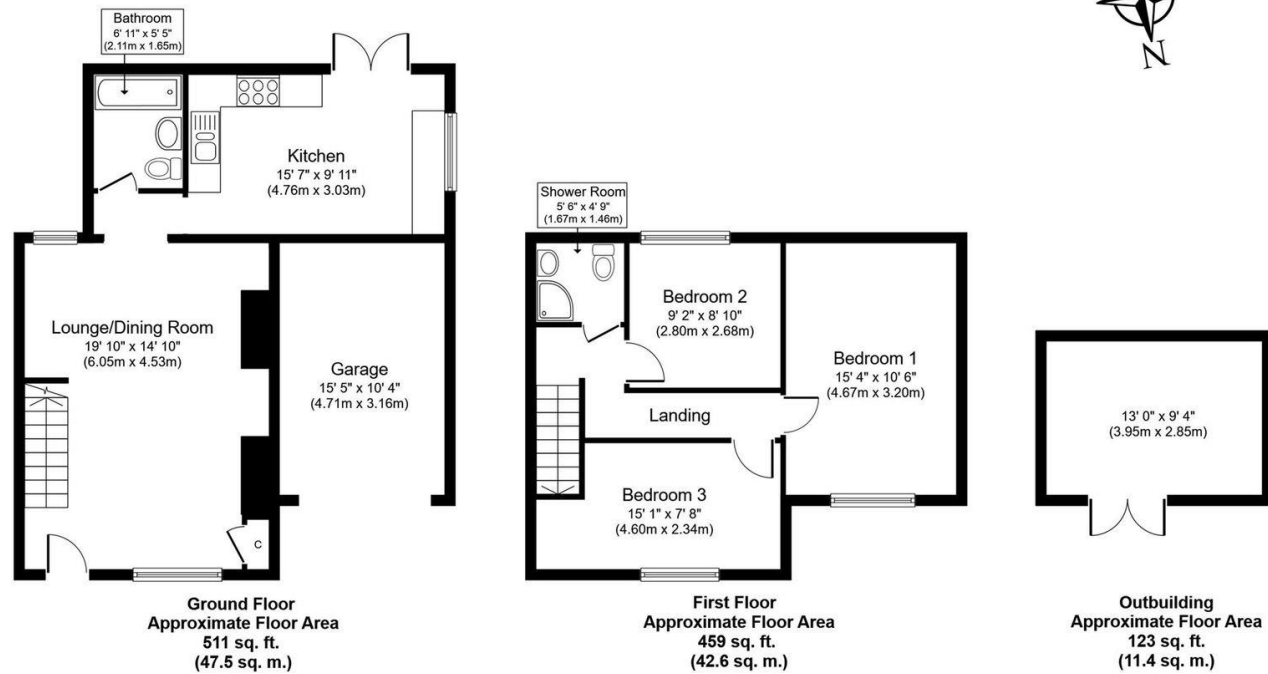 N
Bathroom
6' 11" x 5' 5"
(2.11m x 1.65m)
Kitchen
15' 7" x 9' 11"
(4.76m x 3.03m)
Lounge/Dining Room
19' 10" x 14' 10"
(6.05m x 4.53m)
Garage
15' 5" x 10' 4"
(4.71m x 3.16m)
C
Ground Floor
Approximate Floor Area
511 sq. ft.
(47.5 sq. m.)
Shower Room
5' 6" x 4' 9"
(1.67m x 1.46m)
Bedroom 2
9' 2" x 8' 10"
(2.80m x 2.68m)
Bedroom 1
15' 4" x 10' 6"
(4.67m x 3.20m)
Landing
Bedroom 3
15' 1" x 7' 8"
(4.60m x 2.34m)
First Floor
Approximate Floor Area
459 sq. ft.
(42.6 sq. m.)
13' 0" x 9' 4"
(3.95m x 2.85m)
Outbuilding
Approximate Floor Area
123 sq. ft.
(11.4 sq. m.)